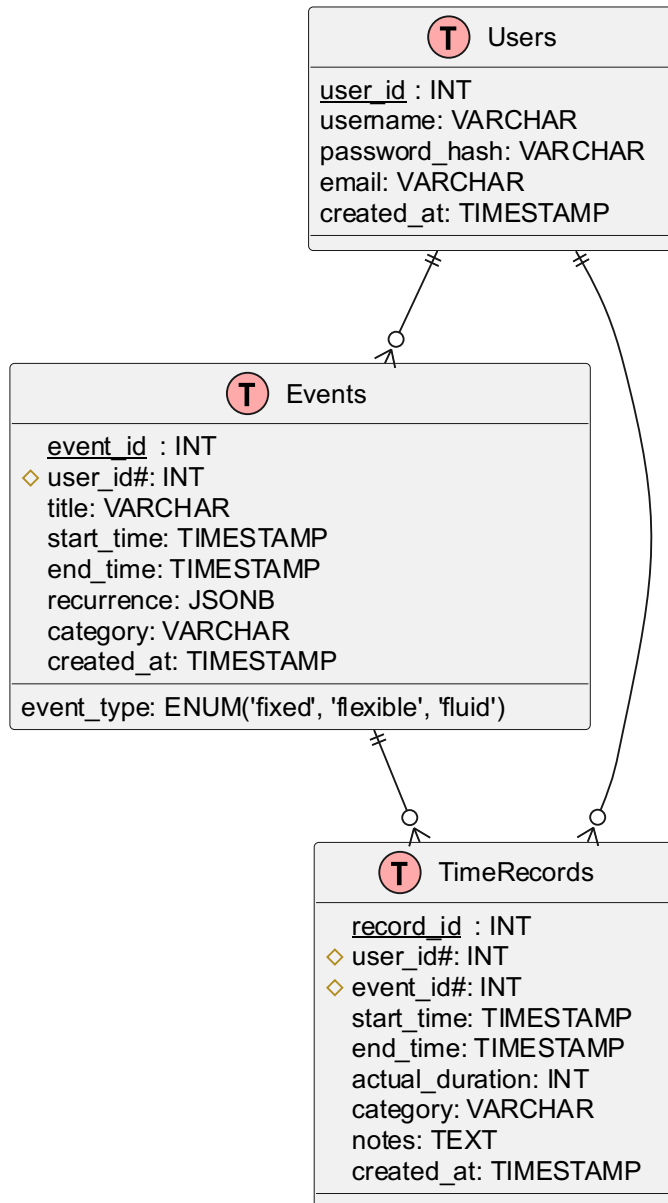 T Users
user_id : INT
username: VARCHAR
password_hash: VARCHAR
email: VARCHAR
created_at: TIMESTAMP
T Events
event_id : INT
user_id#: INT
title: VARCHAR
start_time: TIMESTAMP
end_time: TIMESTAMP
recurrence: JSONB
category: VARCHAR
created_at: TIMESTAMP
event_type: ENUM('fixed', 'flexible', 'fluid')
T TimeRecords
record_id : INT
user_id#: INT
event_id#: INT
start_time: TIMESTAMP
end_time: TIMESTAMP
actual_duration: INT
category: VARCHAR
notes: TEXT
created_at: TIMESTAMP